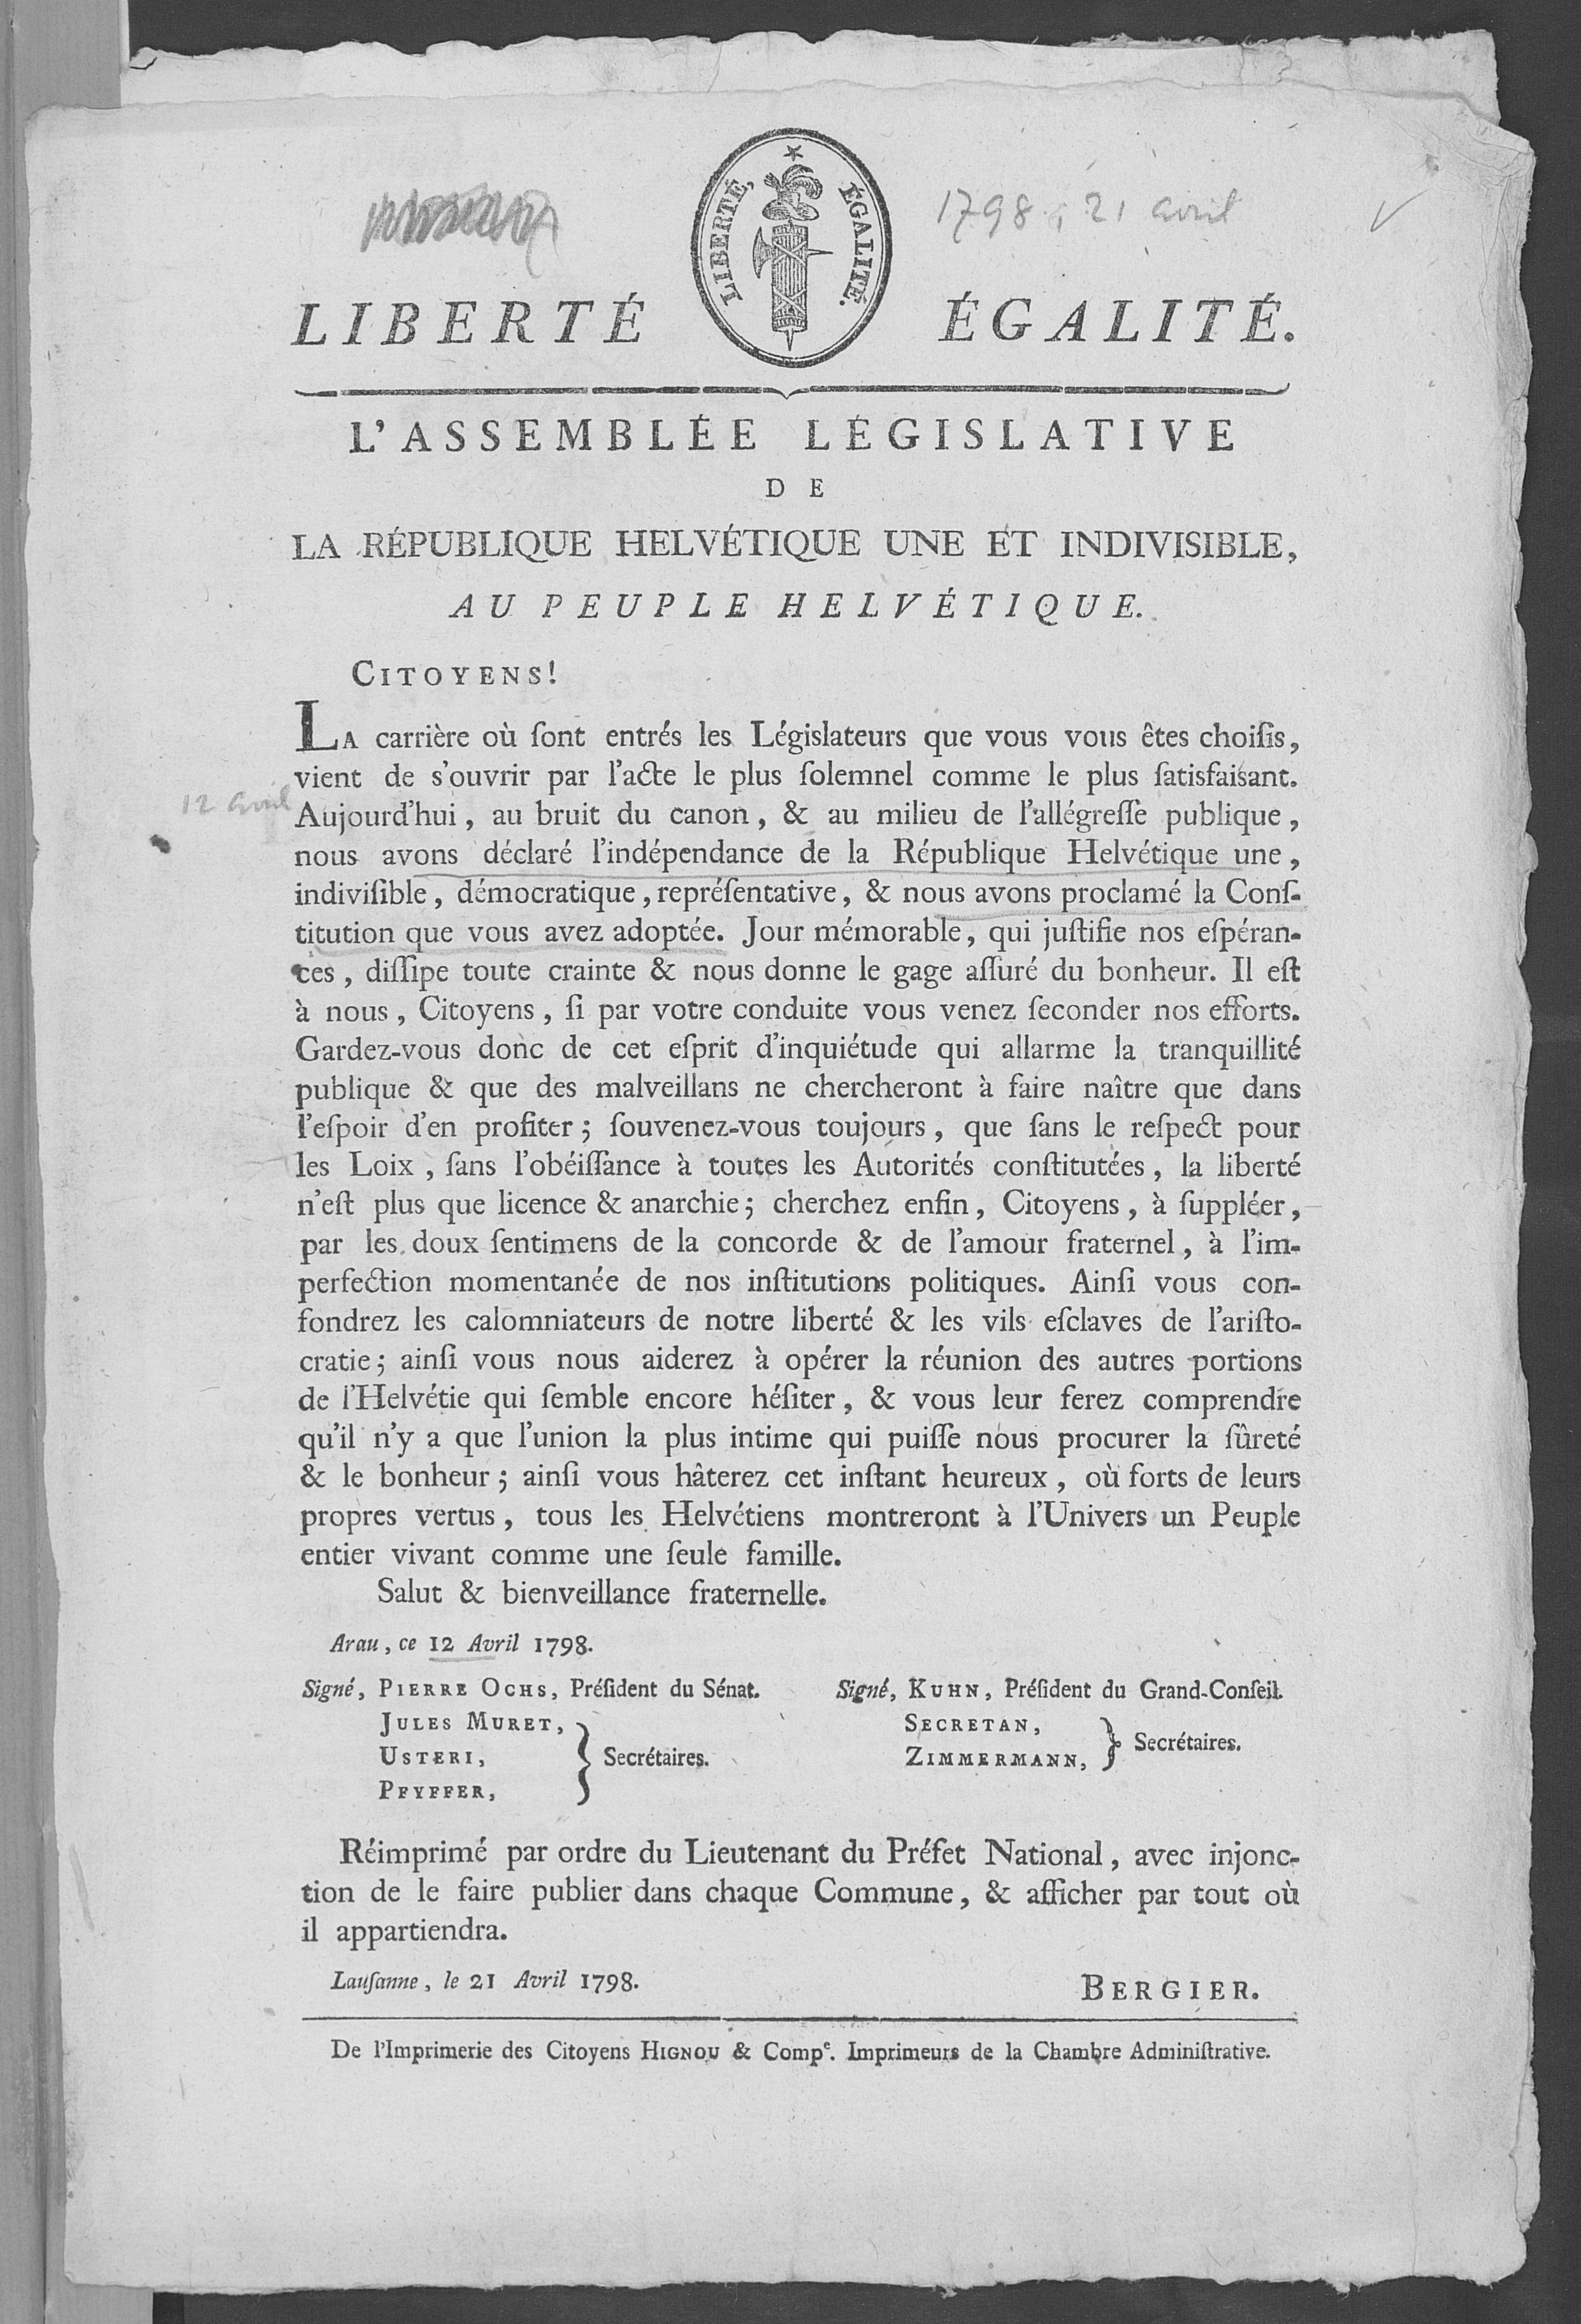 1798, 21 avril
LIBERTÉ, ÉGALITÉ.
LIBERTÉ ÉGALITÉ.
L'ASSEMBLÉE LÉGISLATIVE
DE
LA RÉPUBLIQUE HELVÉTIQUE UNE ET INDIVISIBLE,
AU PEUPLE HELVÉTIQUE.
CITOYENS!
LA carrière où ſont entrés les Législateurs que vous vous êtes choiſis,
vient de s'ouvrir par l'acte le plus ſolemnel comme le plus ſatisfaisant.
12 avril
Aujourd'hui, au bruit du canon, & au milieu de l'allégreſſe publique,
nous avons déclaré l'indépendance de la République Helvétique une,
indiviſible, démocratique, repréſentative, & nous avons proclamé la Conſ-
titution que vous avez adoptée. Jour mémorable, qui juſtifie nos eſpéran-
ces, diſſipe toute crainte & nous donne le gage aſſuré du bonheur. Il eſt
à nous, Citoyens, ſi par votre conduite vous venez ſeconder nos efforts.
Gardez-vous donc de cet eſprit d'inquiétude qui allarme la tranquillité
publique & que des malveillans ne chercheront à faire naître que dans
l'eſpoir d'en profiter; ſouvenez-vous toujours, que ſans le reſpect pour
les Loix, ſans l'obéiſſance à toutes les Autorités conſtitutées, la liberté
n'eſt plus que licence & anarchie; cherchez enfin, Citoyens, à ſuppléer,
par les doux ſentimens de la concorde & de l'amour fraternel, à l'im-
perfection momentanée de nos inſtitutions politiques. Ainſi vous con-
fondrez les calomniateurs de notre liberté & les vils eſclaves de l'ariſto-
cratie; ainſi vous nous aiderez à opérer la réunion des autres portions
de l'Helvétie qui ſemble encore héſiter, & vous leur ferez comprendre
qu'il n'y a que l'union la plus intime qui puiſſe nous procurer la ſûreté
& le bonheur; ainſi vous hâterez cet inſtant heureux, où forts de leurs
propres vertus, tous les Helvétiens montreront à l'Univers un Peuple
entier vivant comme une ſeule famille.
Salut & bienveillance fraternelle.
Arau, ce 12 Avril 1798.
Signé, PIERRE OCHS, Préſident du Sénat.
JULES MURET,
USTERI,
PFYFFER,
Secrétaires.
Signé, KUHN, Préſident du Grand-Conſeil.
SECRETAN,
ZIMMERMANN,
Secrétaires.
Réimprimé par ordre du Lieutenant du Préfet National, avec injonc-
tion de le faire publier dans chaque Commune, & afficher par tout où
il appartiendra.
Lauſanne, le 21 Avril 1798.
BERGIER.
De l'Imprimerie des Citoyens HIGNOU & Compᵉ. Imprimeurs de la Chambre Adminiſtrative.